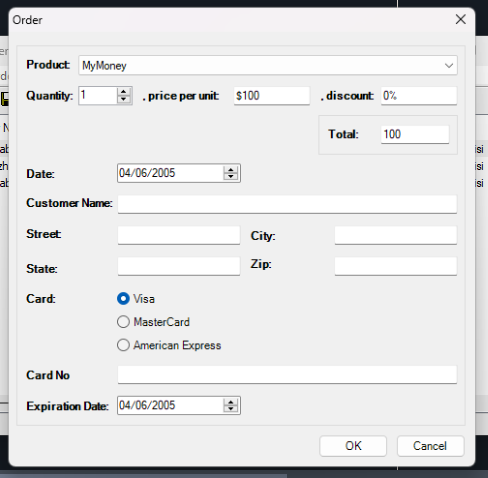 Order
Product: MyMoney
Quantity: 1 , price per unit: $100 , discount: 0%
Total: 100
Date: 04/06/2005
Customer Name:
Street: City:
State: Zip:
Card: Visa
MasterCard
American Express
Card No
Expiration Date: 04/06/2005
OK Cancel